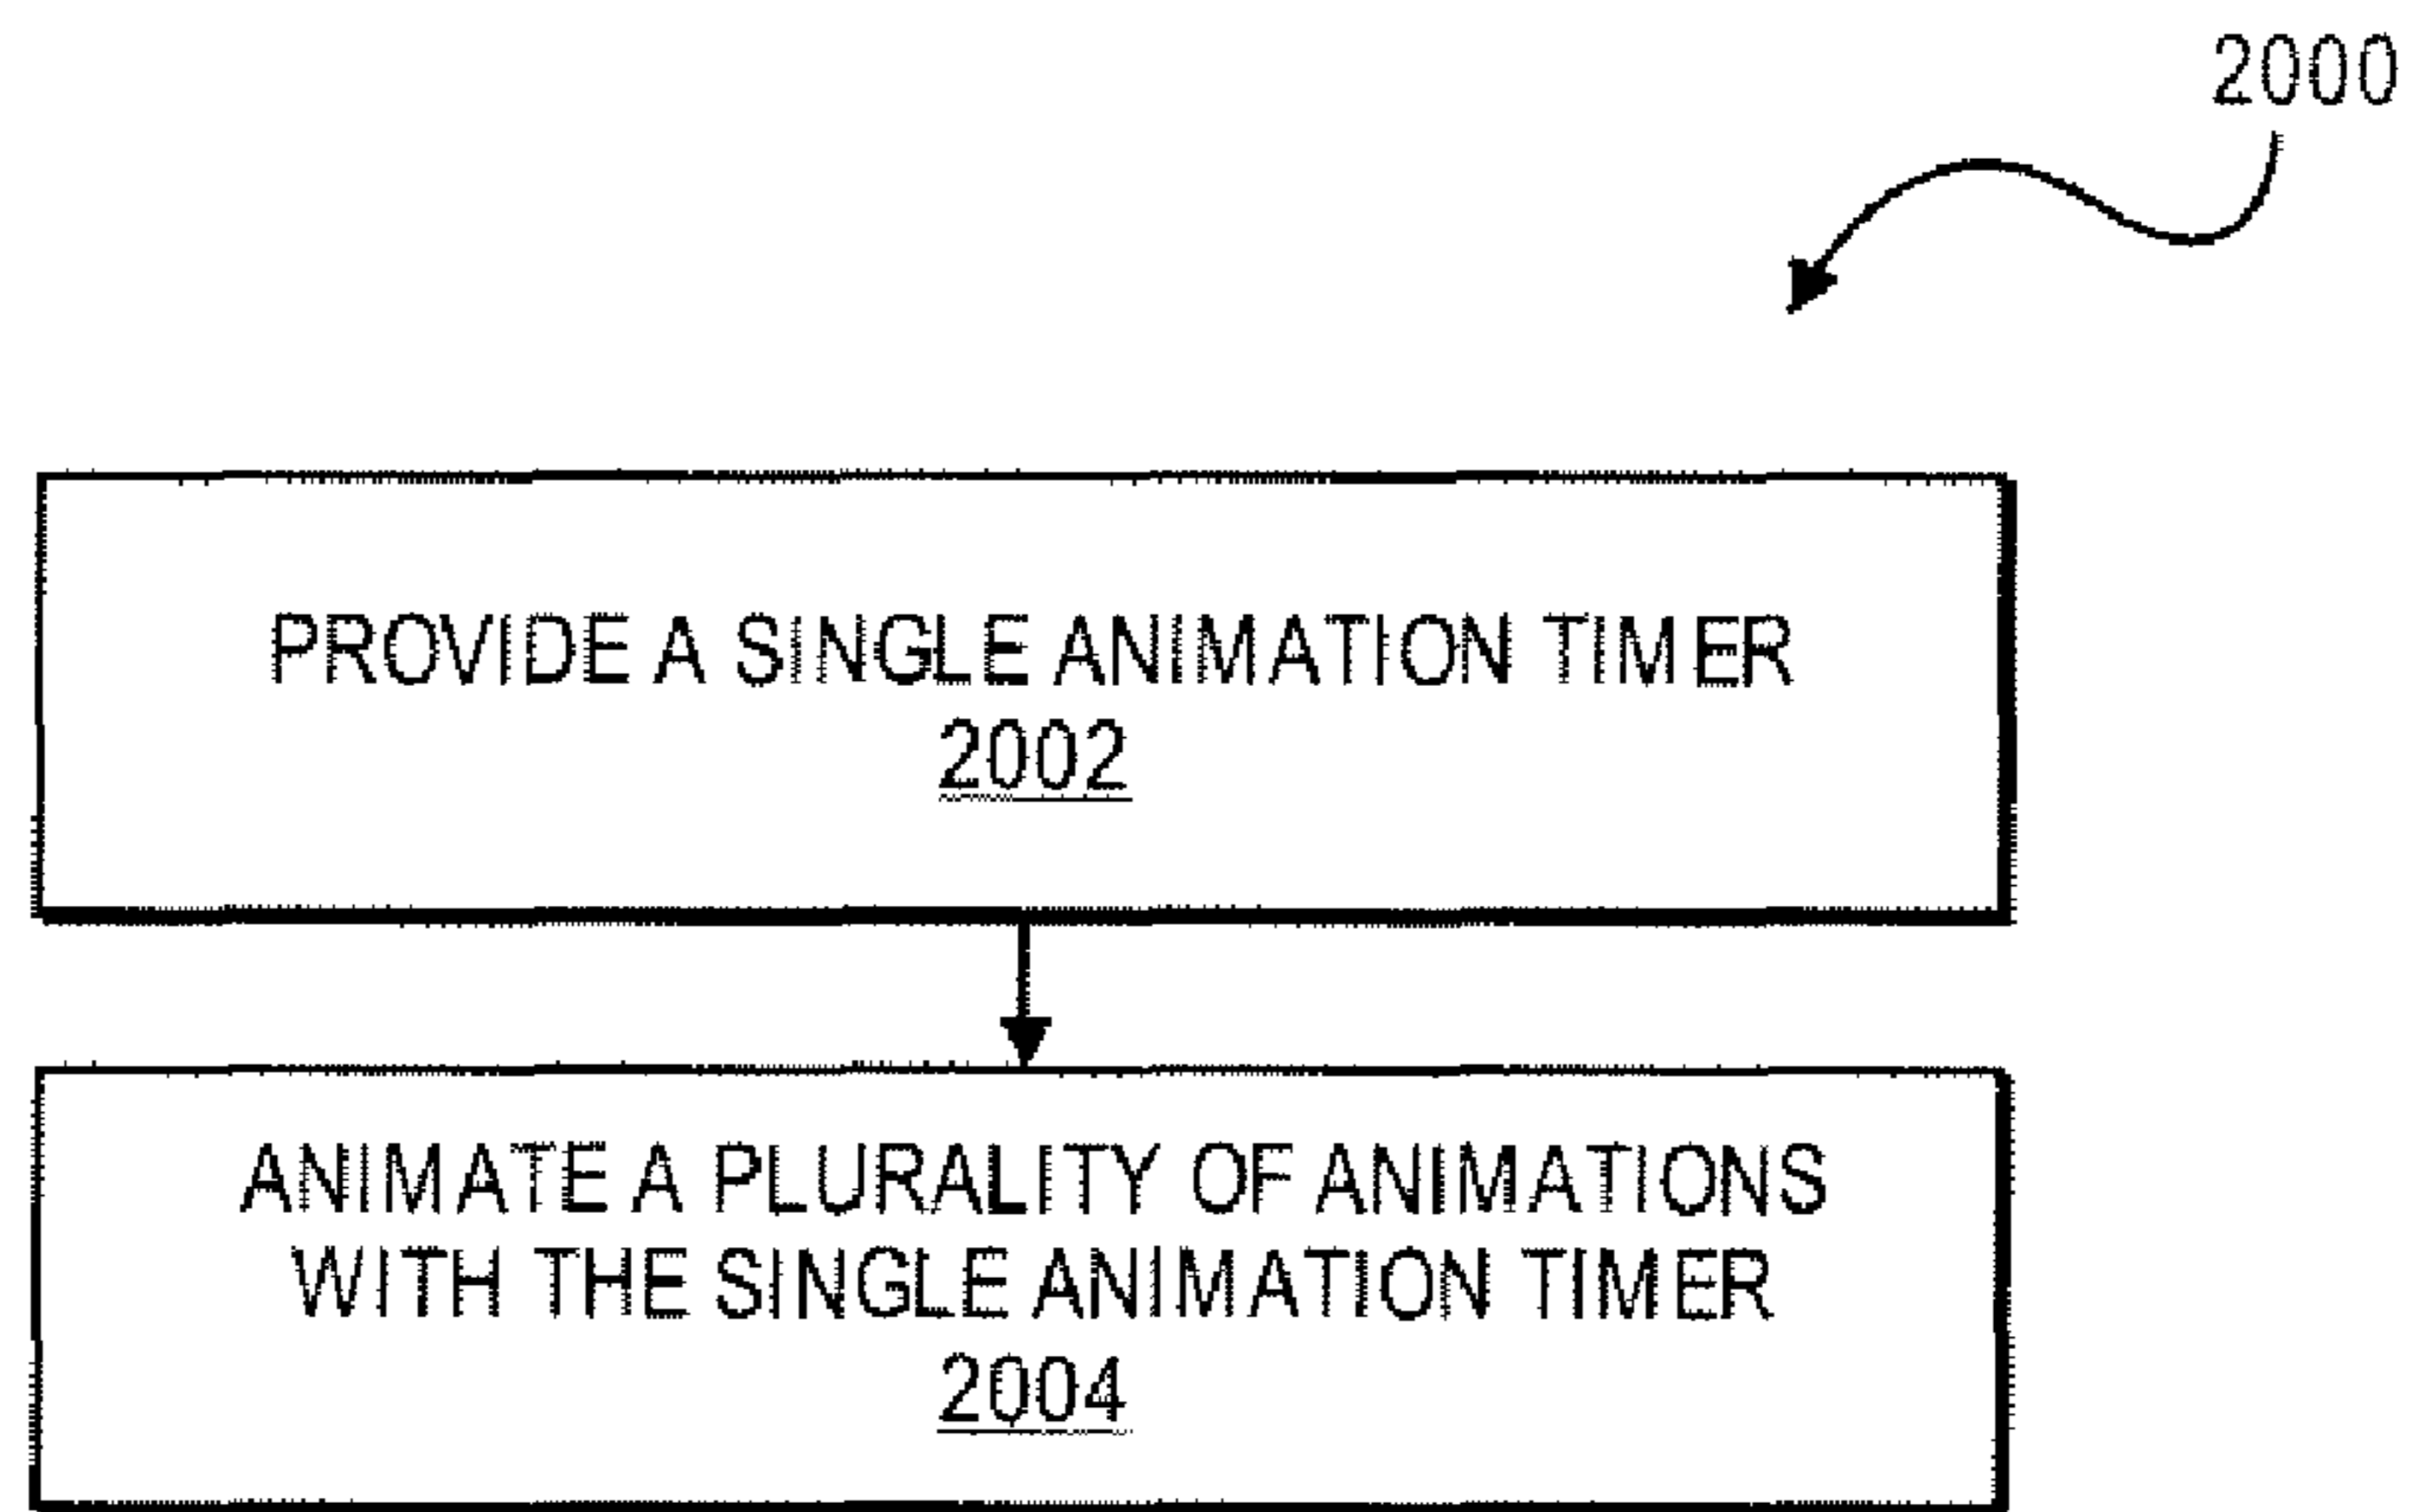 2000
PROVIDE A SINGLE ANIMATION TIMER
2002
ANIMATE A PLURALITY OF ANIMATIONS
WITH THE SINGLE ANIMATION TIMER
2004